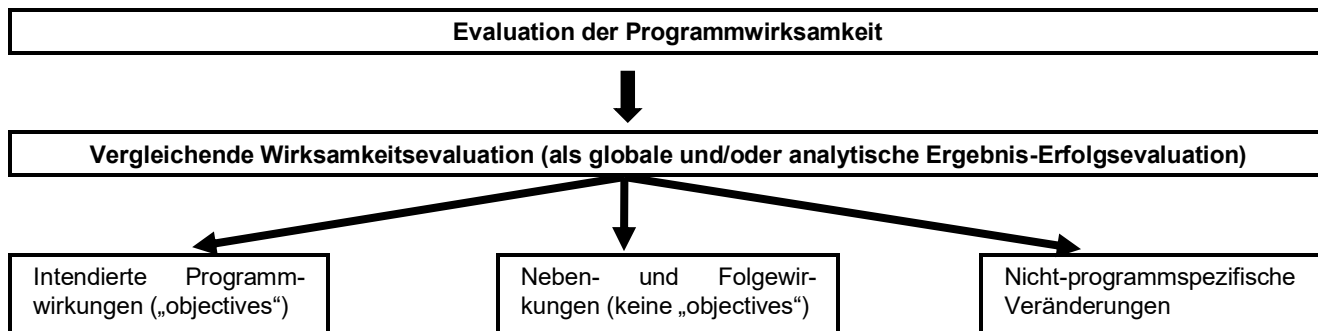 Evaluation der Programmwirksamkeit
Vergleichende Wirksamkeitsevaluation (als globale und/oder analytische Ergebnis-Erfolgsevaluation)
Intendierte Programm-
wirkungen („objectives“)
Neben- und Folgewir-
kungen (keine „objectives“)
Nicht-programmspezifische
Veränderungen